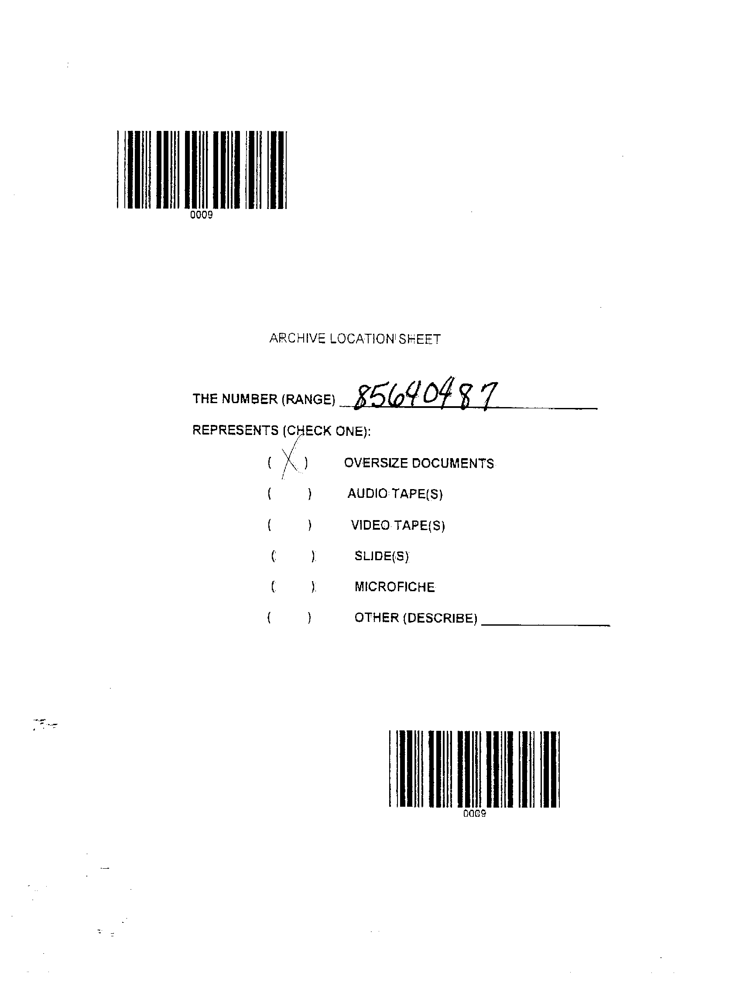 0009
ARCHIVE LOCATION SHEET
THE NUMBER (RANGE) 85640487
REPRESENTS (CHECK ONE):
(X) OVERSIZE DOCUMENTS
( ) AUDIO TAPE(S)
( ) VIDEO TAPE(S)
( ) SLIDE(S)
( ) MICROFICHE
( ) OTHER (DESCRIBE)
0009